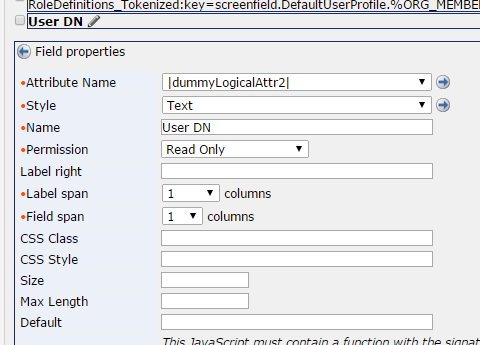 RoleDefinitions_Tokenized:key=screenfield.DefaultUserProfile.%ORG_MEMBE
User DN
Field properties
•Attribute Name |dummyLogicalAttr2|
•Style Text
•Name User DN
•Permission Read Only
Label right
•Label span 1 columns
•Field span 1 columns
CSS Class
CSS Style
Size
Max Length
Default
This JavaScript must contain a function with the signat